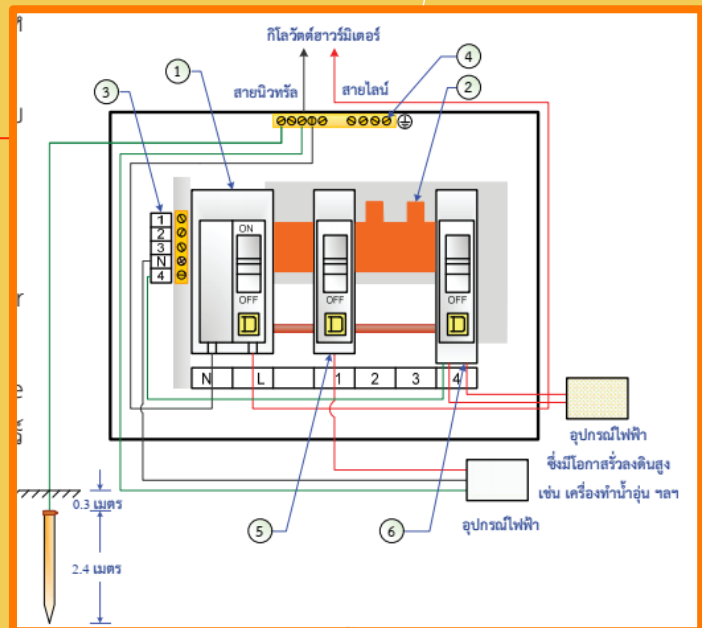 กิโลวัตต์ฮาวร์มิเตอร์
1
4
3
สายนิวทรัล
สายไลน์
2
1
2
3
N
4
ON
OFF
OFF
OFF
D
D
D
N L 1 2 3 4
อุปกรณ์ไฟฟ้า
ซึ่งมีโอกาสรั่วลงดินสูง
เช่น เครื่องทำน้ำอุ่น ฯลฯ
0.3 เมตร
อุปกรณ์ไฟฟ้า
5
6
2.4 เมตร